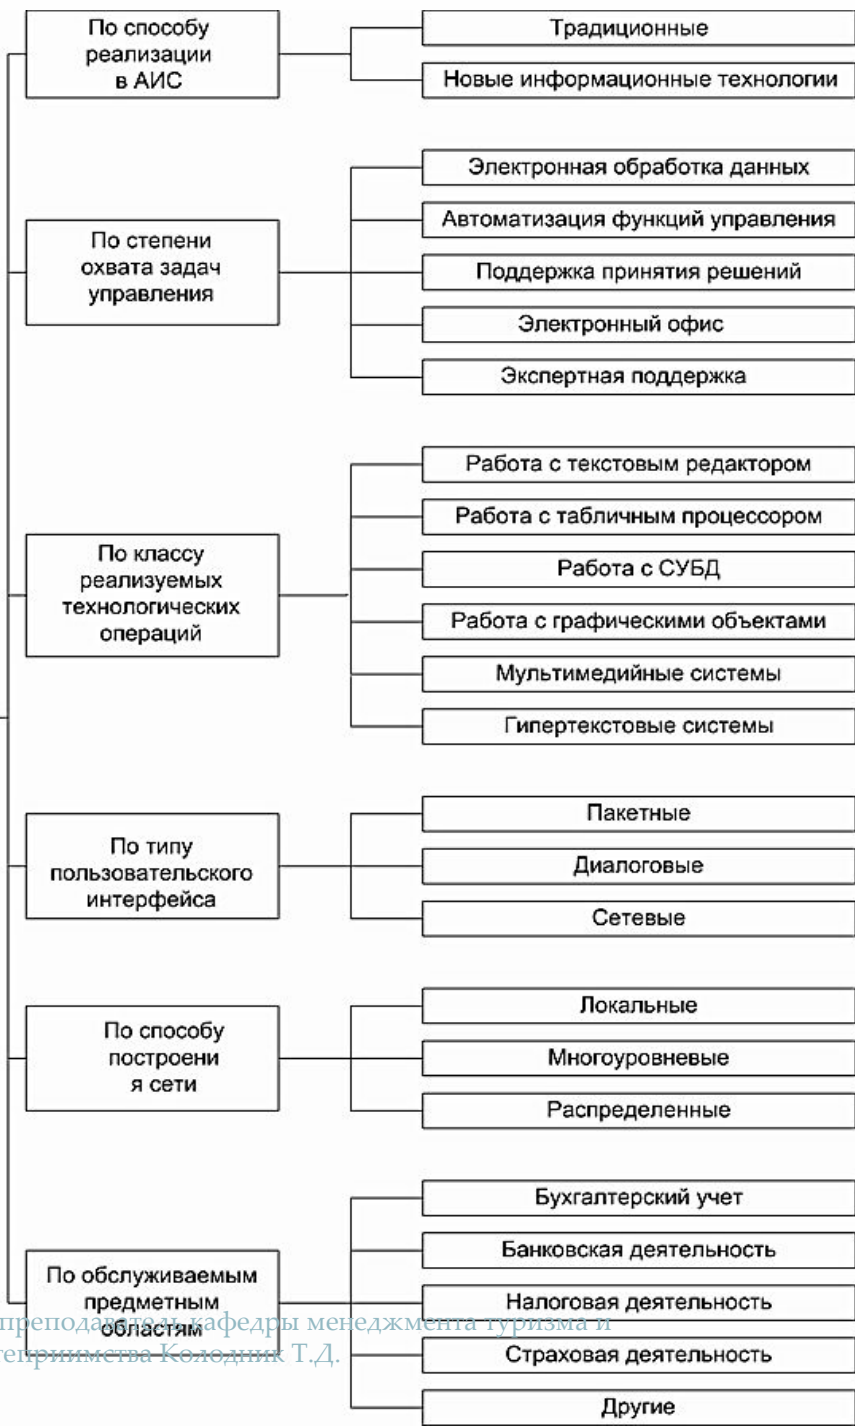 По способу
реализации
в АИС
Традиционные
Новые информационные технологии
По степени
охвата задач
управления
Электронная обработка данных
Автоматизация функций управления
Поддержка принятия решений
Электронный офис
Экспертная поддержка
По классу
реализуемых
технологических
операций
Работа с текстовым редактором
Работа с табличным процессором
Работа с СУБД
Работа с графическими объектами
Мультимедийные системы
Гипертекстовые системы
По типу
пользовательского
интерфейса
Пакетные
Диалоговые
Сетевые
По способу
построени
я сети
Локальные
Многоуровневые
Распределенные
По обслуживаемым
предметным
областям
Бухгалтерский учет
Банковская деятельность
Налоговая деятельность
Страховая деятельность
Другие
преподаватель кафедры менеджмента туризма и
теприимства Колодник Т.Д.